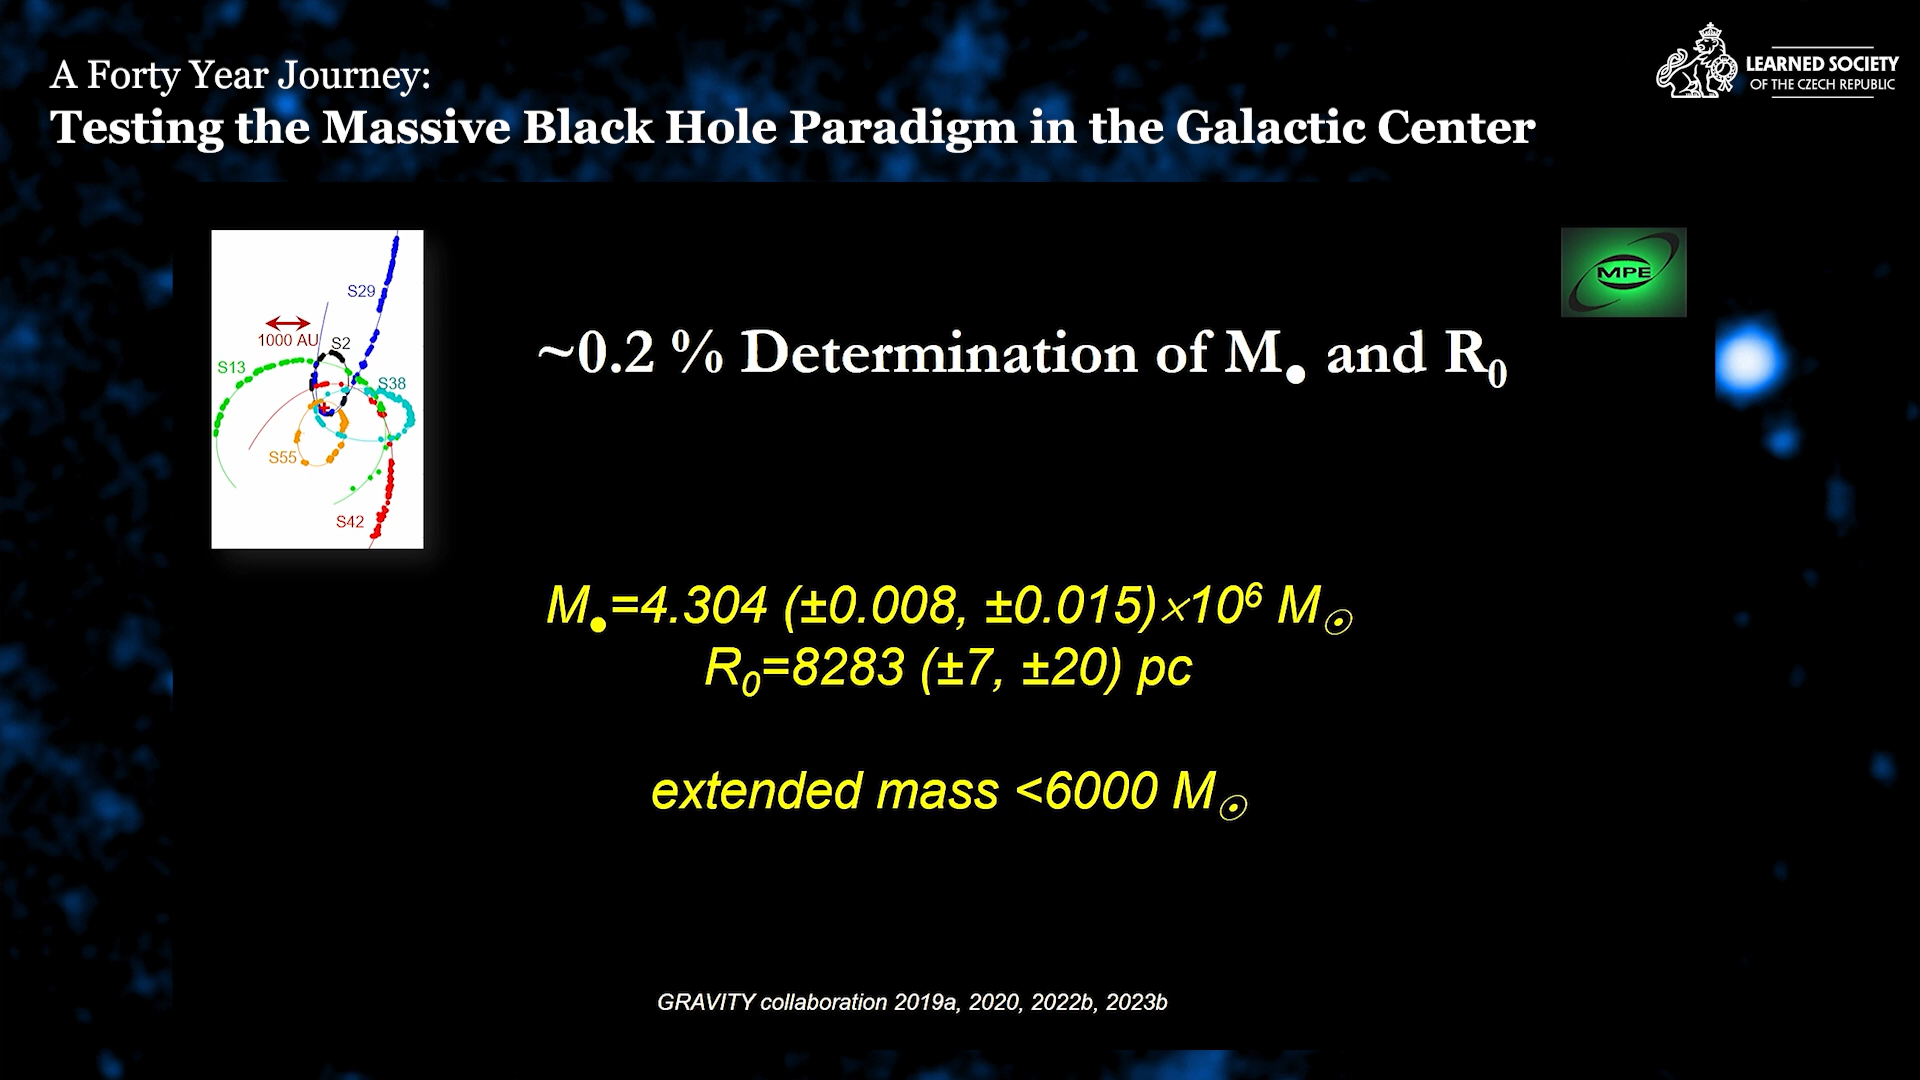 A Forty Year Journey:
Testing the Massive Black Hole Paradigm in the Galactic Center
LEARNED SOCIETY
OF THE CZECH REPUBLIC
S29
1000 AU
S2
S13
S38
S55
S42
MPE
~0.2 % Determination of M● and R₀
M●=4.304 (±0.008, ±0.015)×10⁶ M☉
R₀=8283 (±7, ±20) pc
extended mass <6000 M☉
GRAVITY collaboration 2019a, 2020, 2022b, 2023b